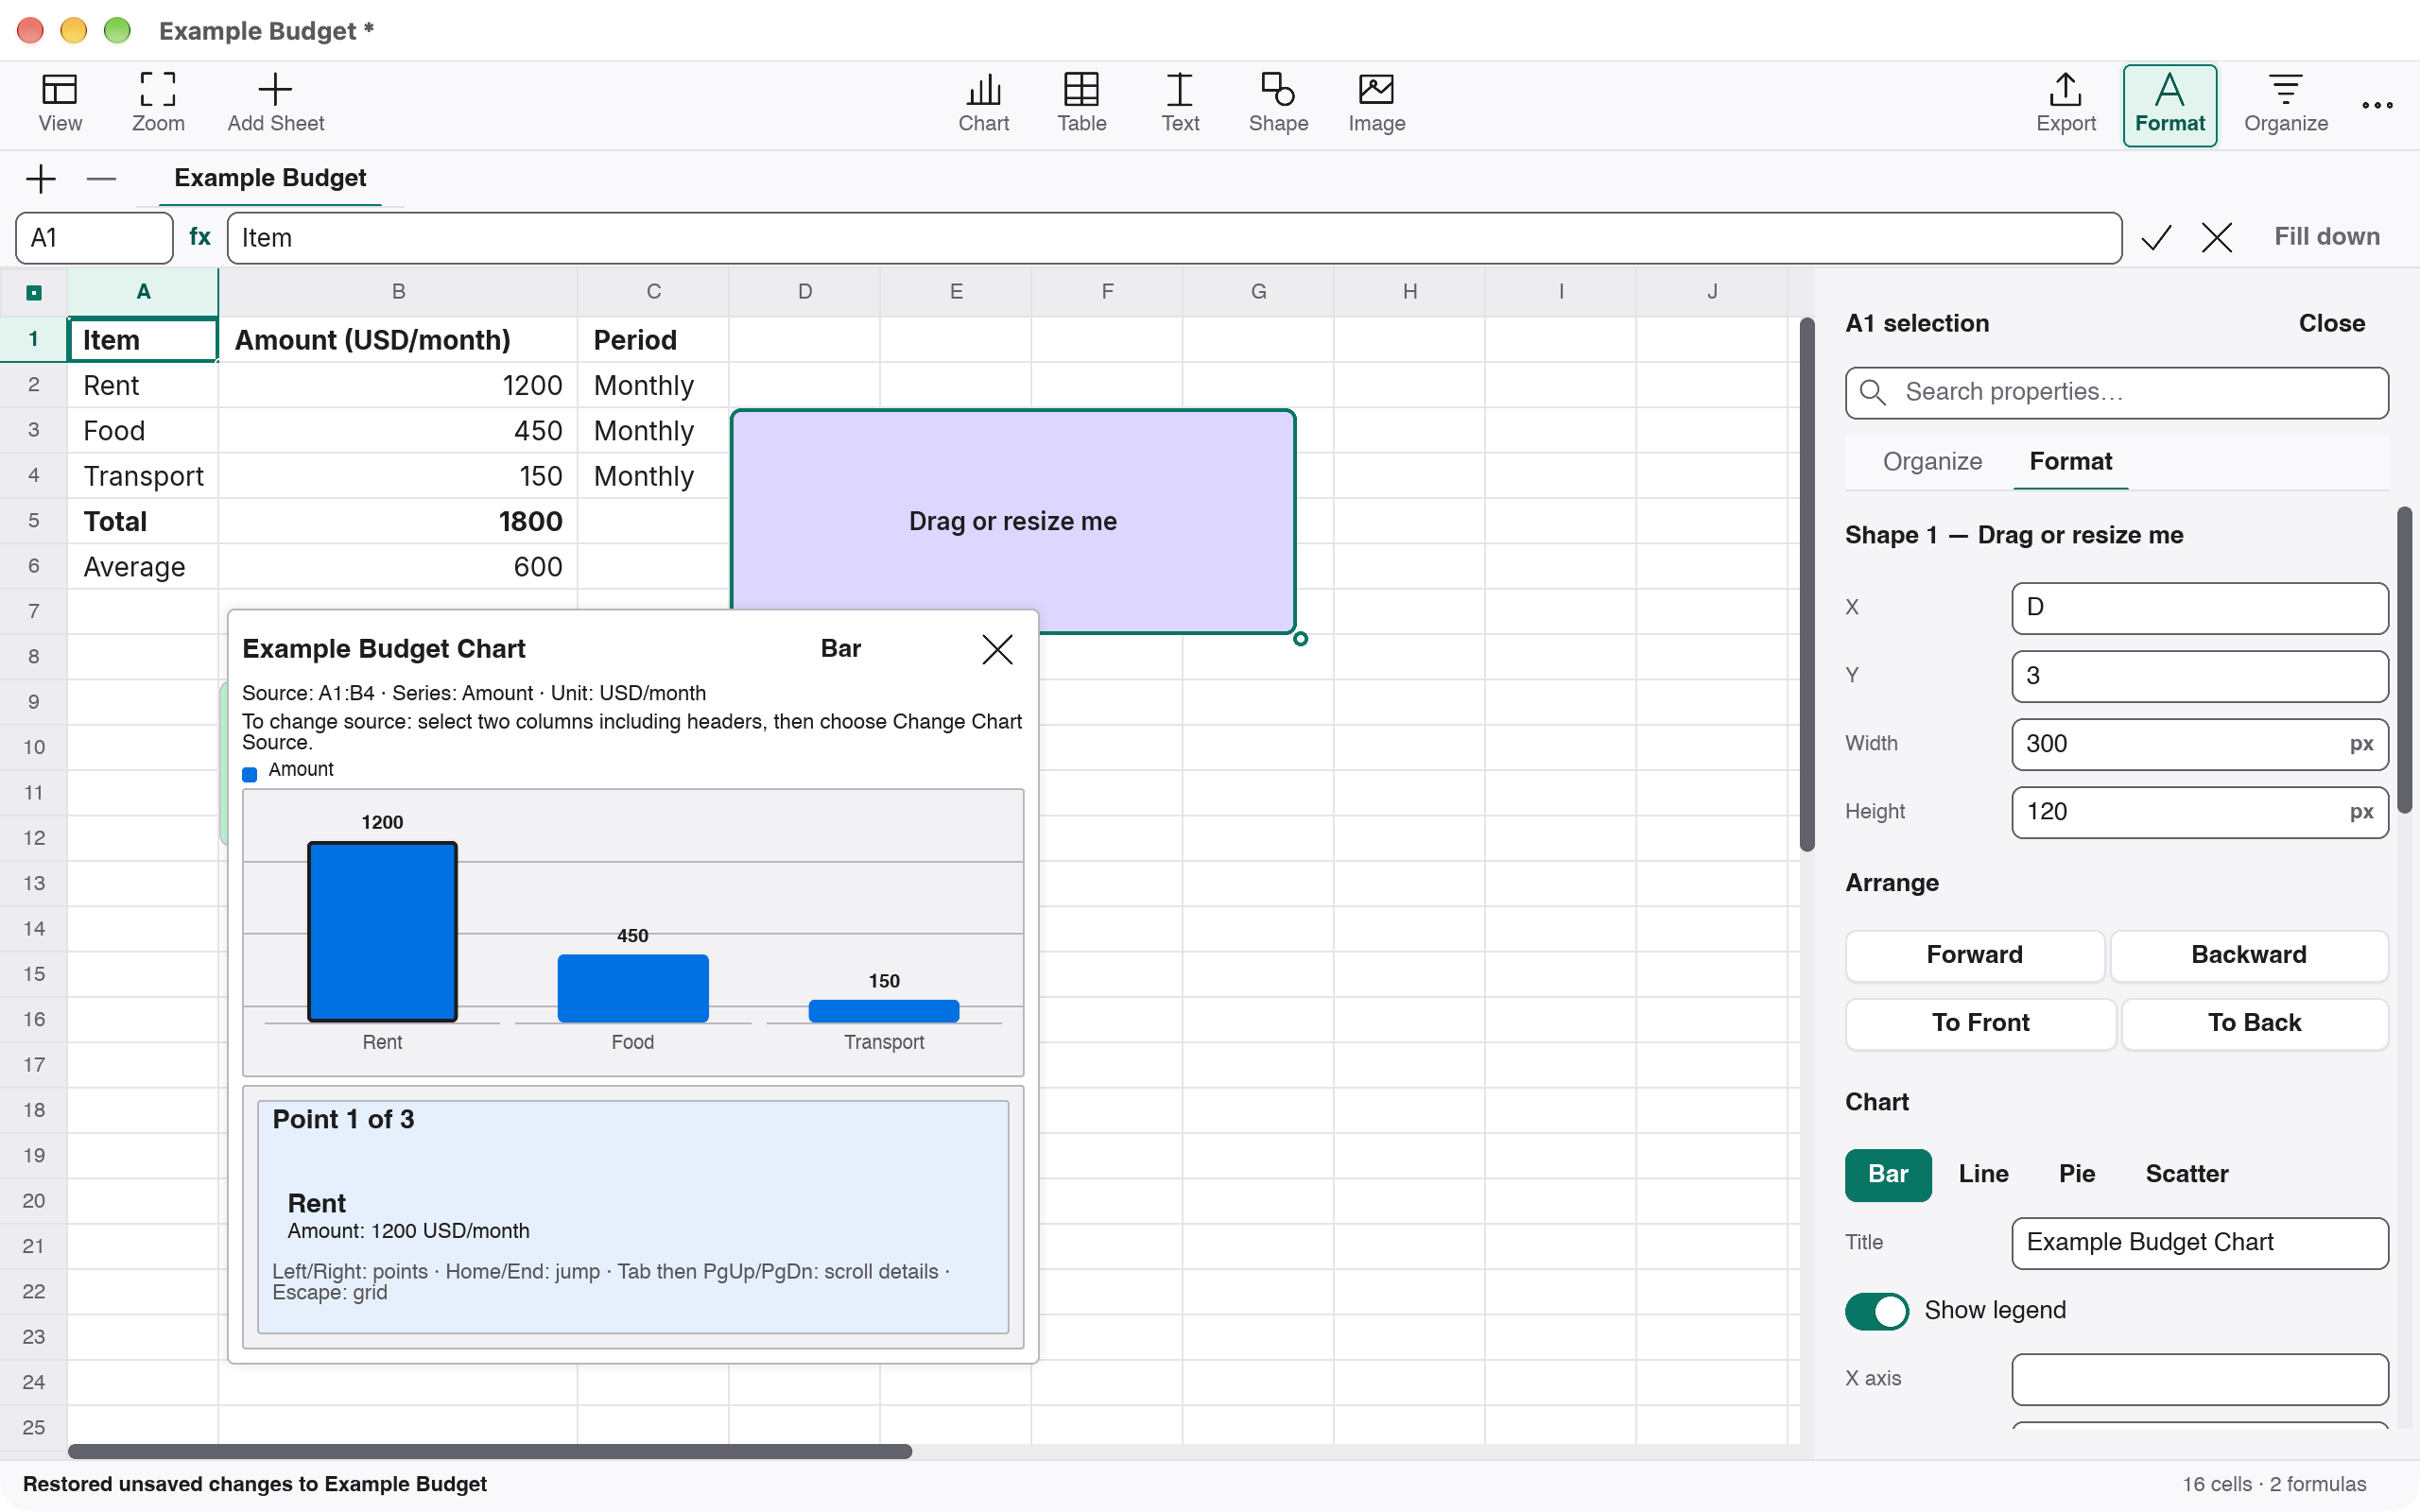 Example Budget *
View Zoom Add Sheet Chart Table Text Shape Image Export Format Organize
Example Budget
A1 fx Item Fill down
A B C D E F G H I J
1 Item Amount (USD/month) Period
2 Rent 1200 Monthly
3 Food 450 Monthly
4 Transport 150 Monthly
5 Total 1800
6 Average 600
7
8
9
10
11
12
13
14
15
16
17
18
19
20
21
22
23
24
25
Drag or resize me
Example Budget Chart Bar
Source: A1:B4 · Series: Amount · Unit: USD/month
To change source: select two columns including headers, then choose Change Chart
Source.
Amount
1200
450
150
Rent Food Transport
Point 1 of 3
Rent
Amount: 1200 USD/month
Left/Right: points · Home/End: jump · Tab then PgUp/PgDn: scroll details ·
Escape: grid
A1 selection Close
Search properties…
Organize Format
Shape 1 — Drag or resize me
X D
Y 3
Width 300 px
Height 120 px
Arrange
Forward Backward
To Front To Back
Chart
Bar Line Pie Scatter
Title Example Budget Chart
Show legend
X axis
Restored unsaved changes to Example Budget 16 cells · 2 formulas